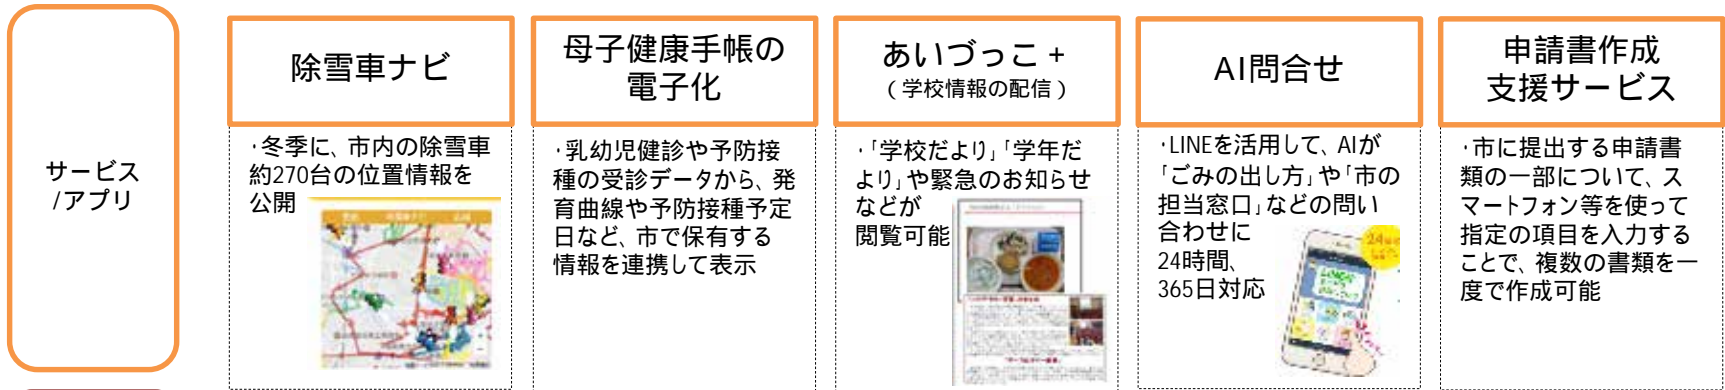 サービス
/アプリ
除雪車ナビ
・冬季に、市内の除雪車
約270台の位置情報を
公開
母子健康手帳の
電子化
・乳幼児健診や予防接
種の受診データから、発
育曲線や予防接種予定
日など、市で保有する
情報を連携して表示
あいづっこ+
(学校情報の配信)
・「学校だより」「学年だ
より」や緊急のお知らせ
などが
閲覧可能
AI問合せ
・LINEを活用して、AIが
「ごみの出し方」や「市の
担当窓口」などの問い
合わせに
24時間、
365日対応
申請書作成
支援サービス
・市に提出する申請書
類の一部について、ス
マートフォン等を使って
指定の項目を入力する
ことで、複数の書類を一
度で作成可能